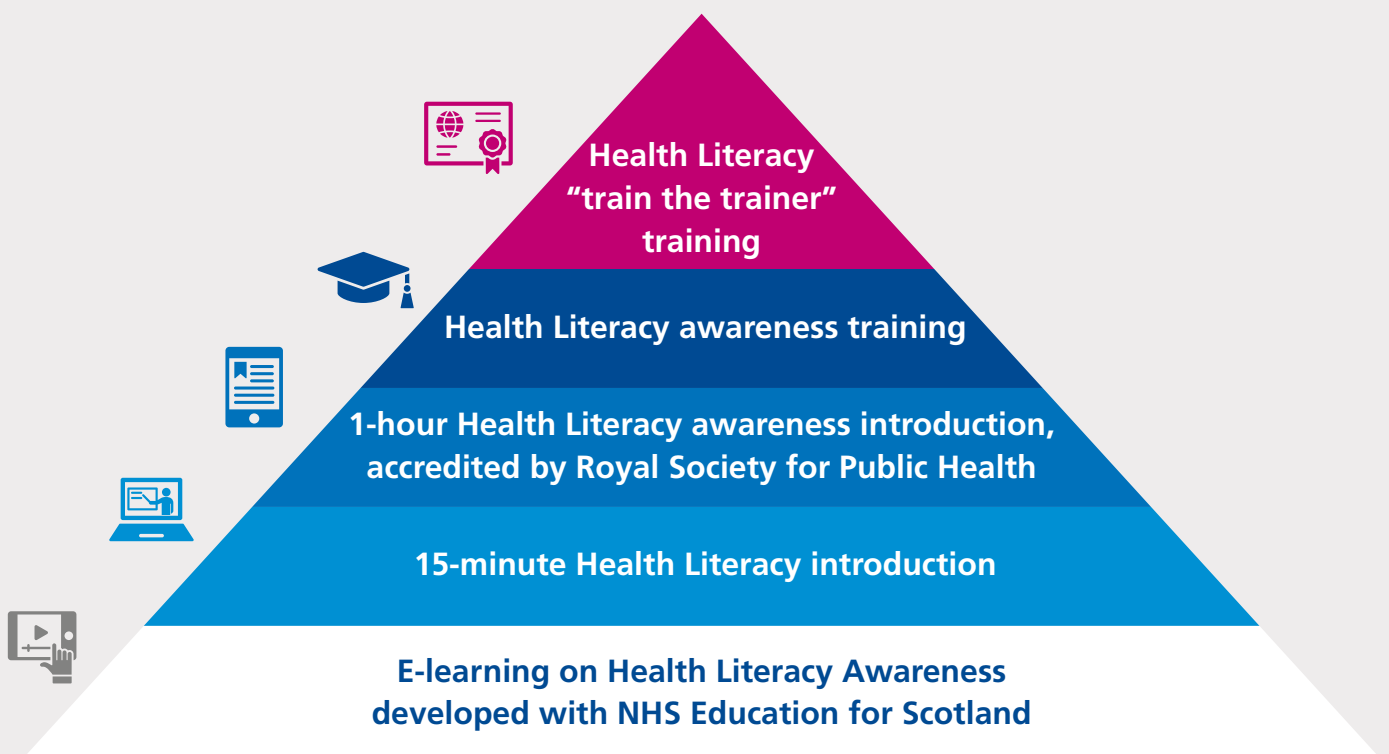 Health Literacy
“train the trainer”
training
Health Literacy awareness training
1-hour Health Literacy awareness introduction,
accredited by Royal Society for Public Health
15-minute Health Literacy introduction
E-learning on Health Literacy Awareness
developed with NHS Education for Scotland